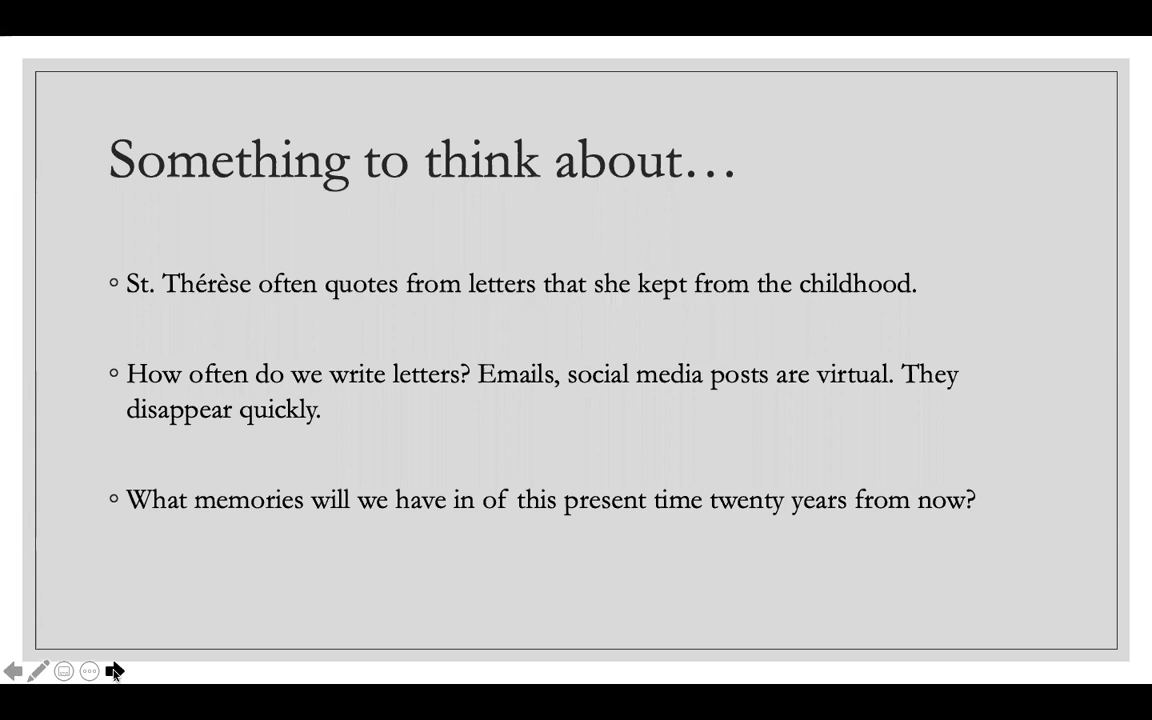 Something to think about…
◦ St. Thérèse often quotes from letters that she kept from the childhood.
◦ How often do we write letters? Emails, social media posts are virtual. They
disappear quickly.
◦ What memories will we have in of this present time twenty years from now?